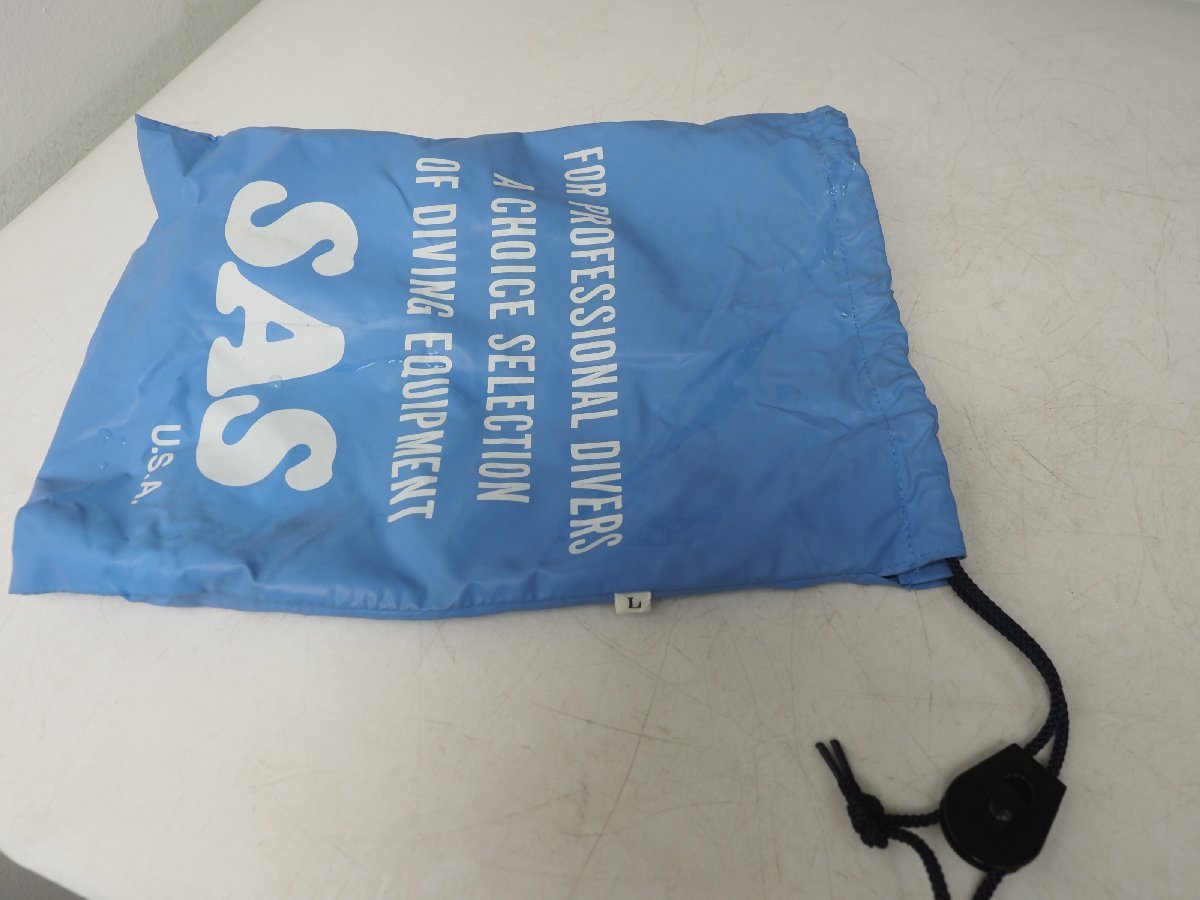 FOR PROFESSIONAL DIVERS
A CHOICE SELECTION
OF DIVING EQUIPMENT
SAS
U.S.A.
L